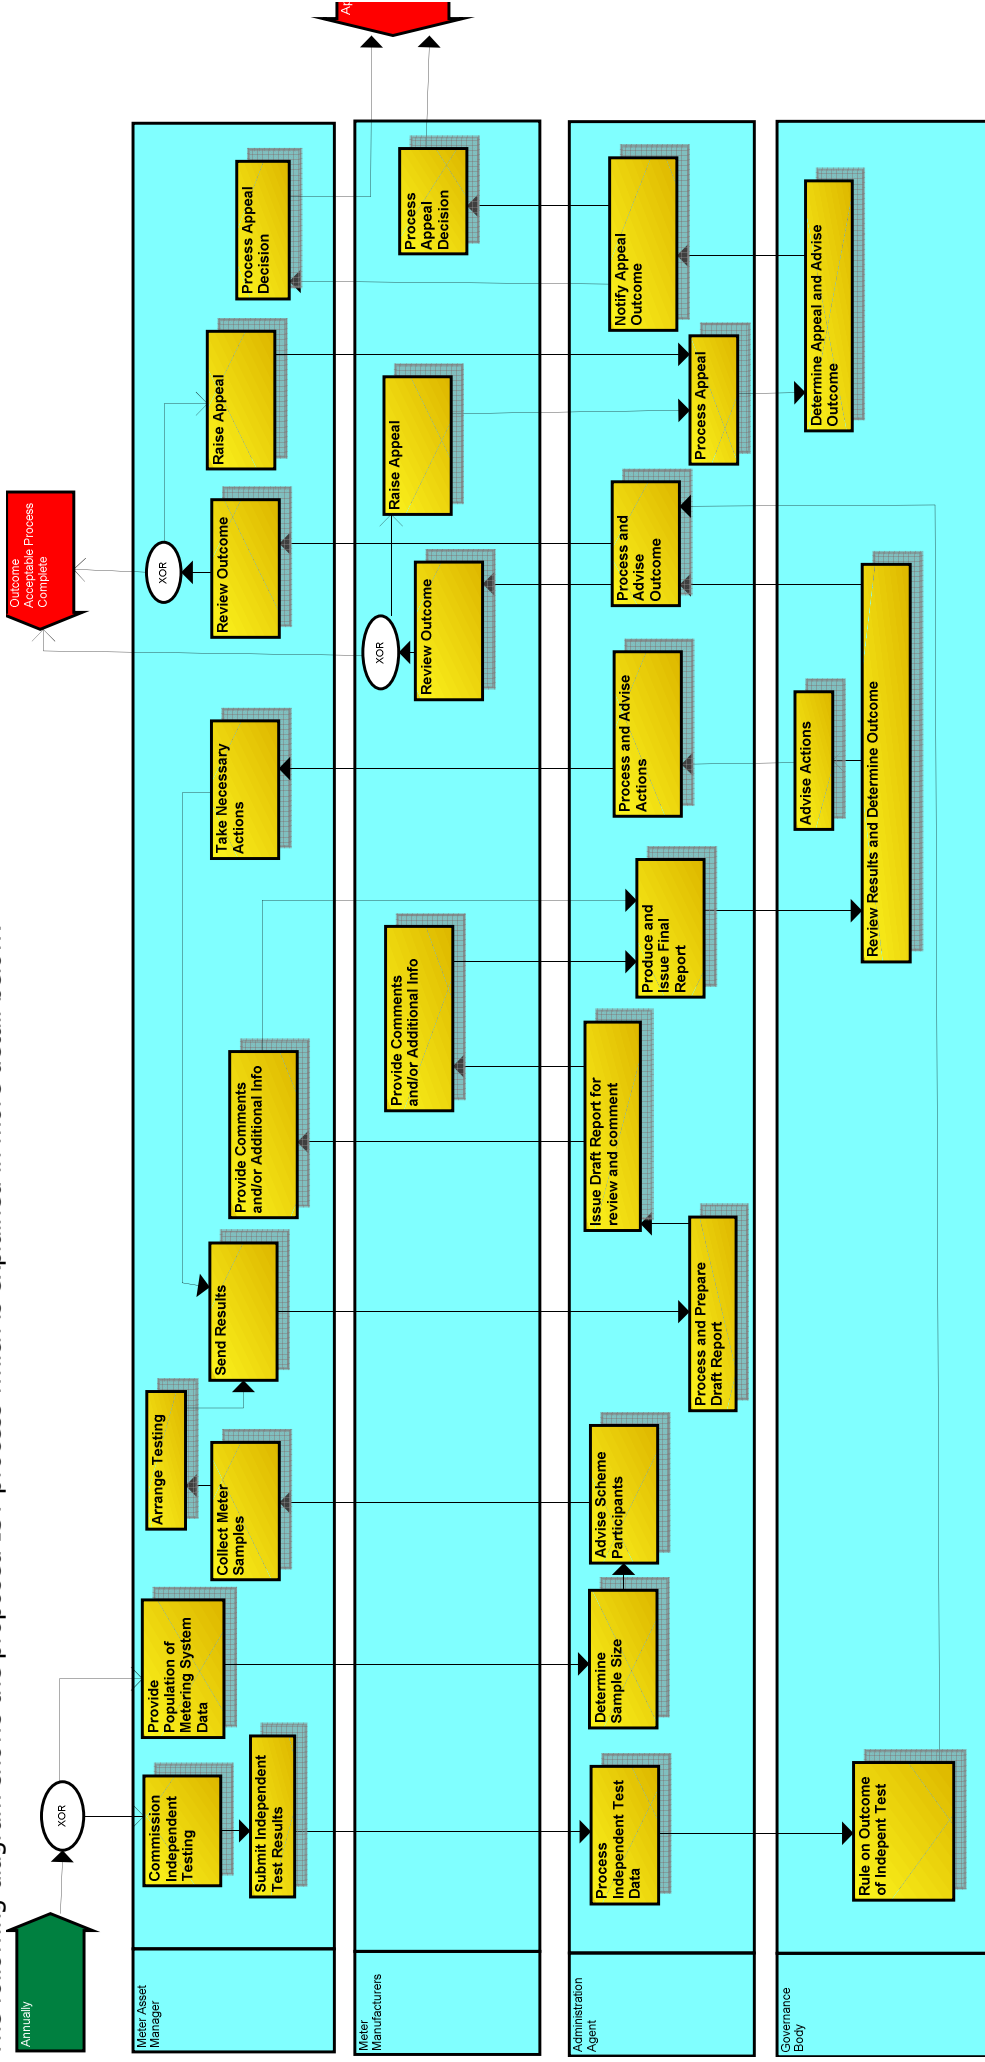 Annually
XOR
Outcome
Acceptable Process
Complete
Meter Asset
Manager
Commission
Independent
Testing
Submit Independent
Test Results
Provide
Population of
Metering System
Data
Collect Meter
Samples
Arrange Testing
Send Results
Provide Comments
and/or Additional Info
Take Necessary
Actions
Review Outcome
XOR
Raise Appeal
Process Appeal
Decision
Meter
Manufacturers
Provide Comments
and/or Additional Info
Review Outcome
XOR
Raise Appeal
Process
Appeal
Decision
Administration
Agent
Process
Independent Test
Data
Determine
Sample Size
Advise Scheme
Participants
Process and Prepare
Draft Report
Issue Draft Report for
review and comment
Produce and
Issue Final
Report
Process and Advise
Actions
Process and
Advise
Outcome
Process Appeal
Notify Appeal
Outcome
Governance
Body
Rule on Outcome
of Indepent Test
Review Results and Determine Outcome
Advise Actions
Determine Appeal and Advise
Outcome